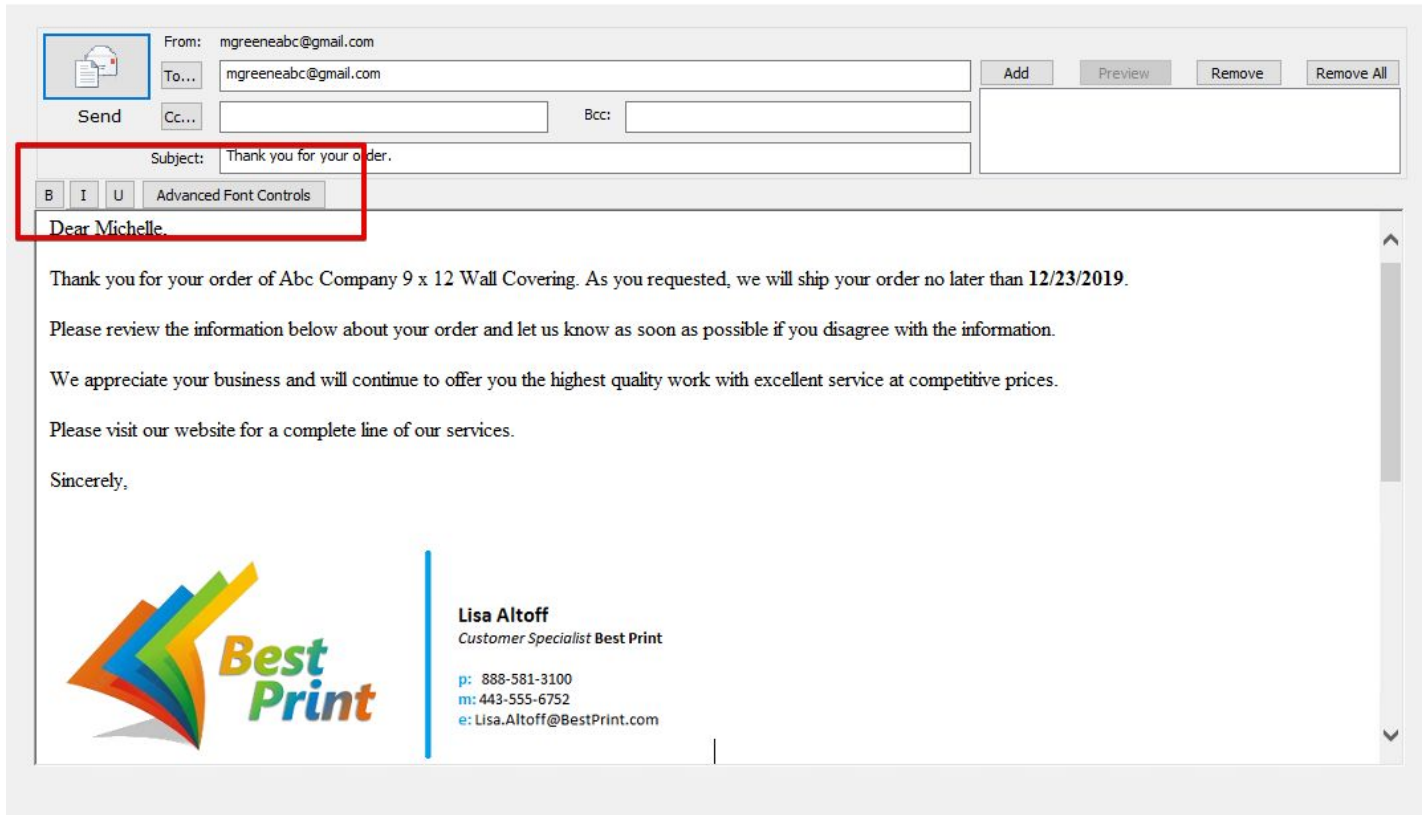 From: mgreeneabc@gmail.com
To... mgreeneabc@gmail.com
Add Preview Remove Remove All
Send Cc... Bcc:
Subject: Thank you for your order.
B I U Advanced Font Controls
Dear Michelle,
Thank you for your order of Abc Company 9 x 12 Wall Covering. As you requested, we will ship your order no later than 12/23/2019.
Please review the information below about your order and let us know as soon as possible if you disagree with the information.
We appreciate your business and will continue to offer you the highest quality work with excellent service at competitive prices.
Please visit our website for a complete line of our services.
Sincerely,
Best
Print
Lisa Altoff
Customer Specialist Best Print
p: 888-581-3100
m: 443-555-6752
e: Lisa.Altoff@BestPrint.com